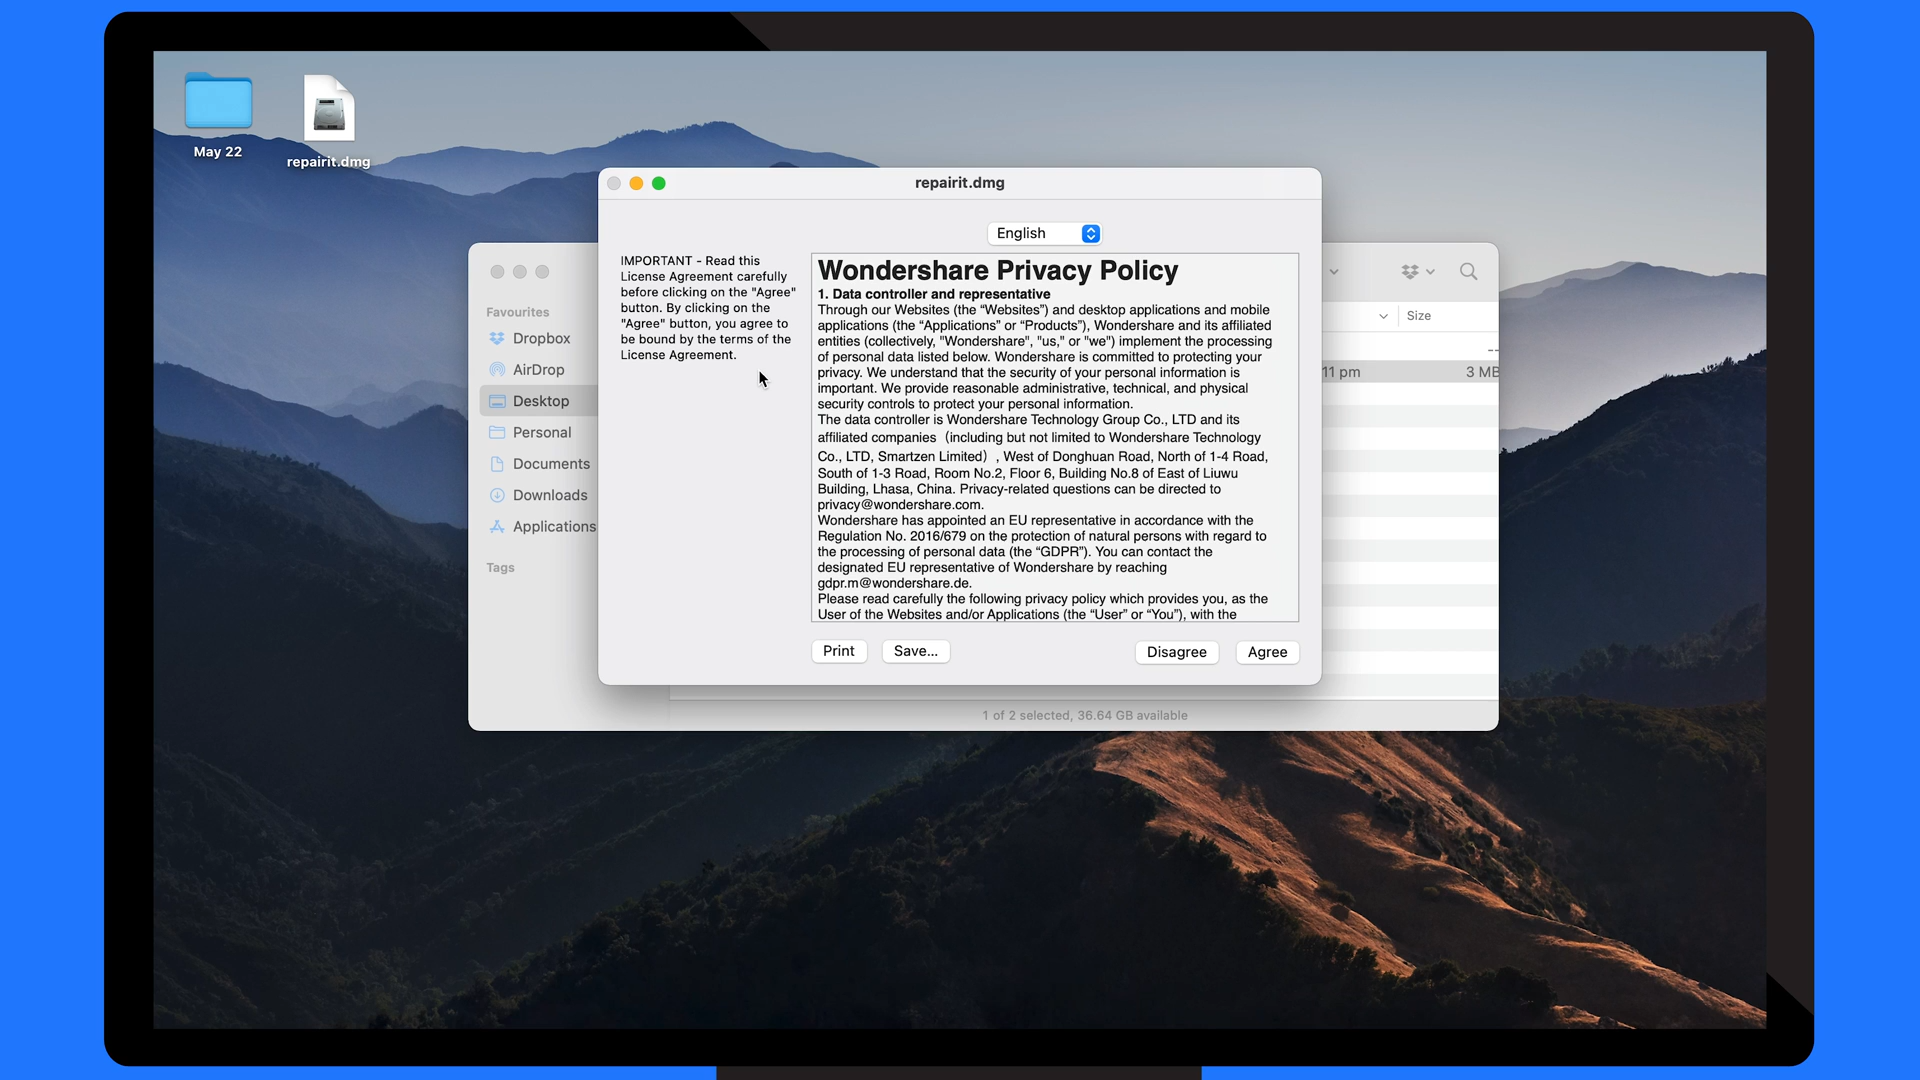 May 22
repairit.dmg
repairit.dmg
English
IMPORTANT - Read this
License Agreement carefully
before clicking on the "Agree"
button. By clicking on the
"Agree" button, you agree to
be bound by the terms of the
License Agreement.
Wondershare Privacy Policy
1. Data controller and representative
Through our Websites (the “Websites”) and desktop applications and mobile
applications (the “Applications” or “Products”), Wondershare and its affiliated
entities (collectively, "Wondershare", "us," or "we") implement the processing
of personal data listed below. Wondershare is committed to protecting your
privacy. We understand that the security of your personal information is
important. We provide reasonable administrative, technical, and physical
security controls to protect your personal information.
The data controller is Wondershare Technology Group Co., LTD and its
affiliated companies（including but not limited to Wondershare Technology
Co., LTD, Smartzen Limited）, West of Donghuan Road, North of 1-4 Road,
South of 1-3 Road, Room No.2, Floor 6, Building No.8 of East of Liuwu
Building, Lhasa, China. Privacy-related questions can be directed to
privacy@wondershare.com.
Wondershare has appointed an EU representative in accordance with the
Regulation No. 2016/679 on the protection of natural persons with regard to
the processing of personal data (the “GDPR”). You can contact the
designated EU representative of Wondershare by reaching
gdpr.m@wondershare.de.
Please read carefully the following privacy policy which provides you, as the
User of the Websites and/or Applications (the “User” or “You”), with the
Print
Save...
Disagree
Agree
Favourites
Dropbox
AirDrop
Desktop
Personal
Documents
Downloads
Applications
Tags
Size
--
11 pm
3 MB
1 of 2 selected, 36.64 GB available